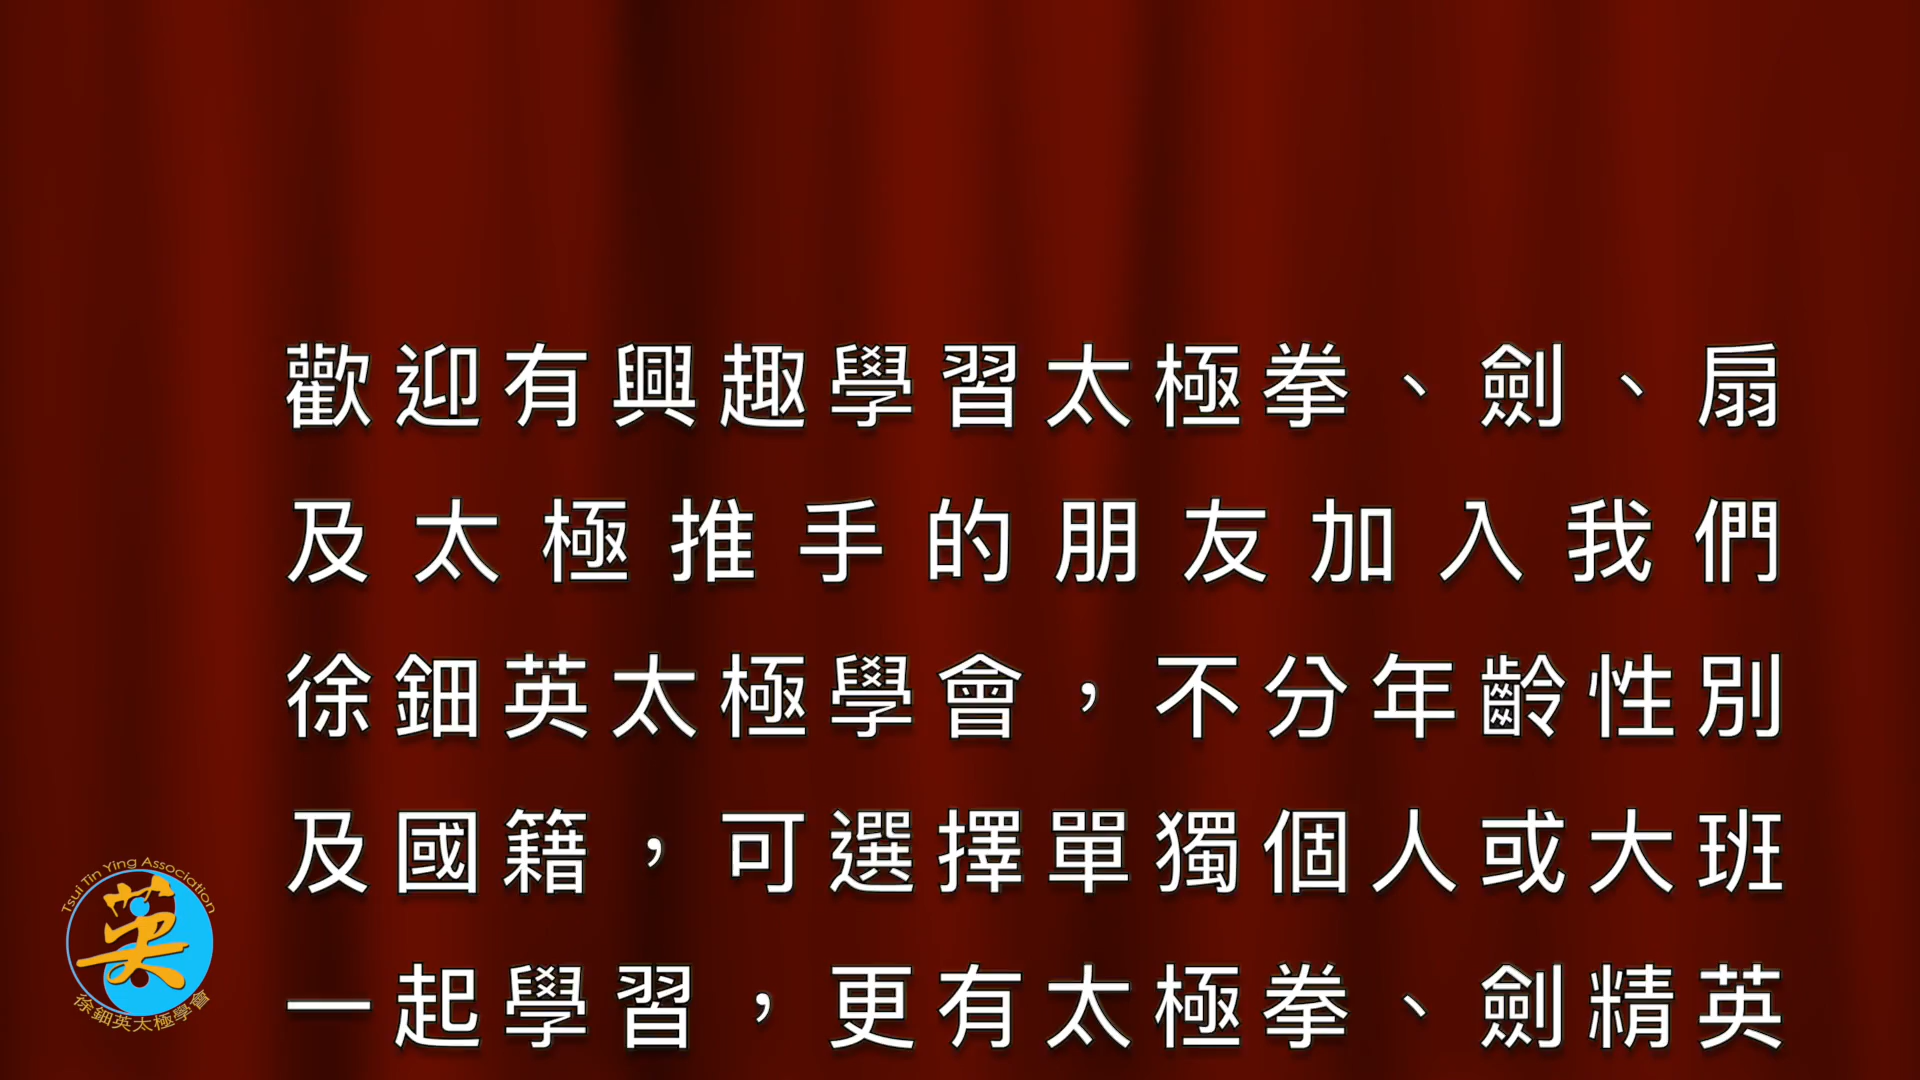 歡迎有興趣學習太極拳、劍、扇
及太極推手的朋友加入我們
徐鈿英太極學會，不分年齡性別
及國籍，可選擇單獨個人或大班
一起學習，更有太極拳、劍精英
Tsui Tin Ying Association
英
徐鈿英太極學會